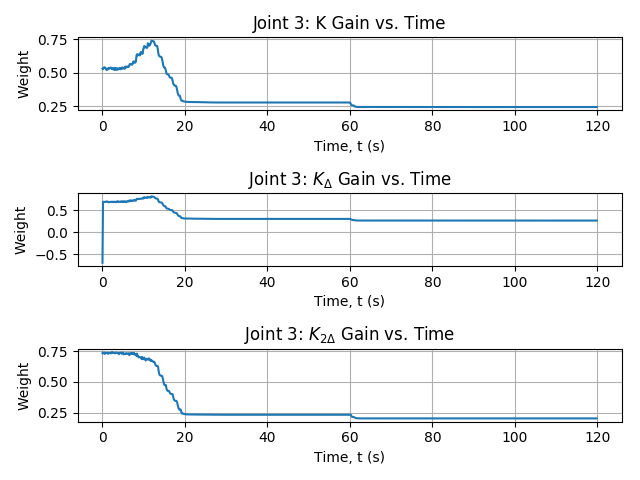 Joint 3: K Gain vs. Time
0.75
0.50
0.25
Weight
0 20 40 60 80 100 120
Time, t (s)
Joint 3: K_Δ Gain vs. Time
0.5
0.0
−0.5
Weight
0 20 40 60 80 100 120
Time, t (s)
Joint 3: K_2Δ Gain vs. Time
0.75
0.50
0.25
Weight
0 20 40 60 80 100 120
Time, t (s)